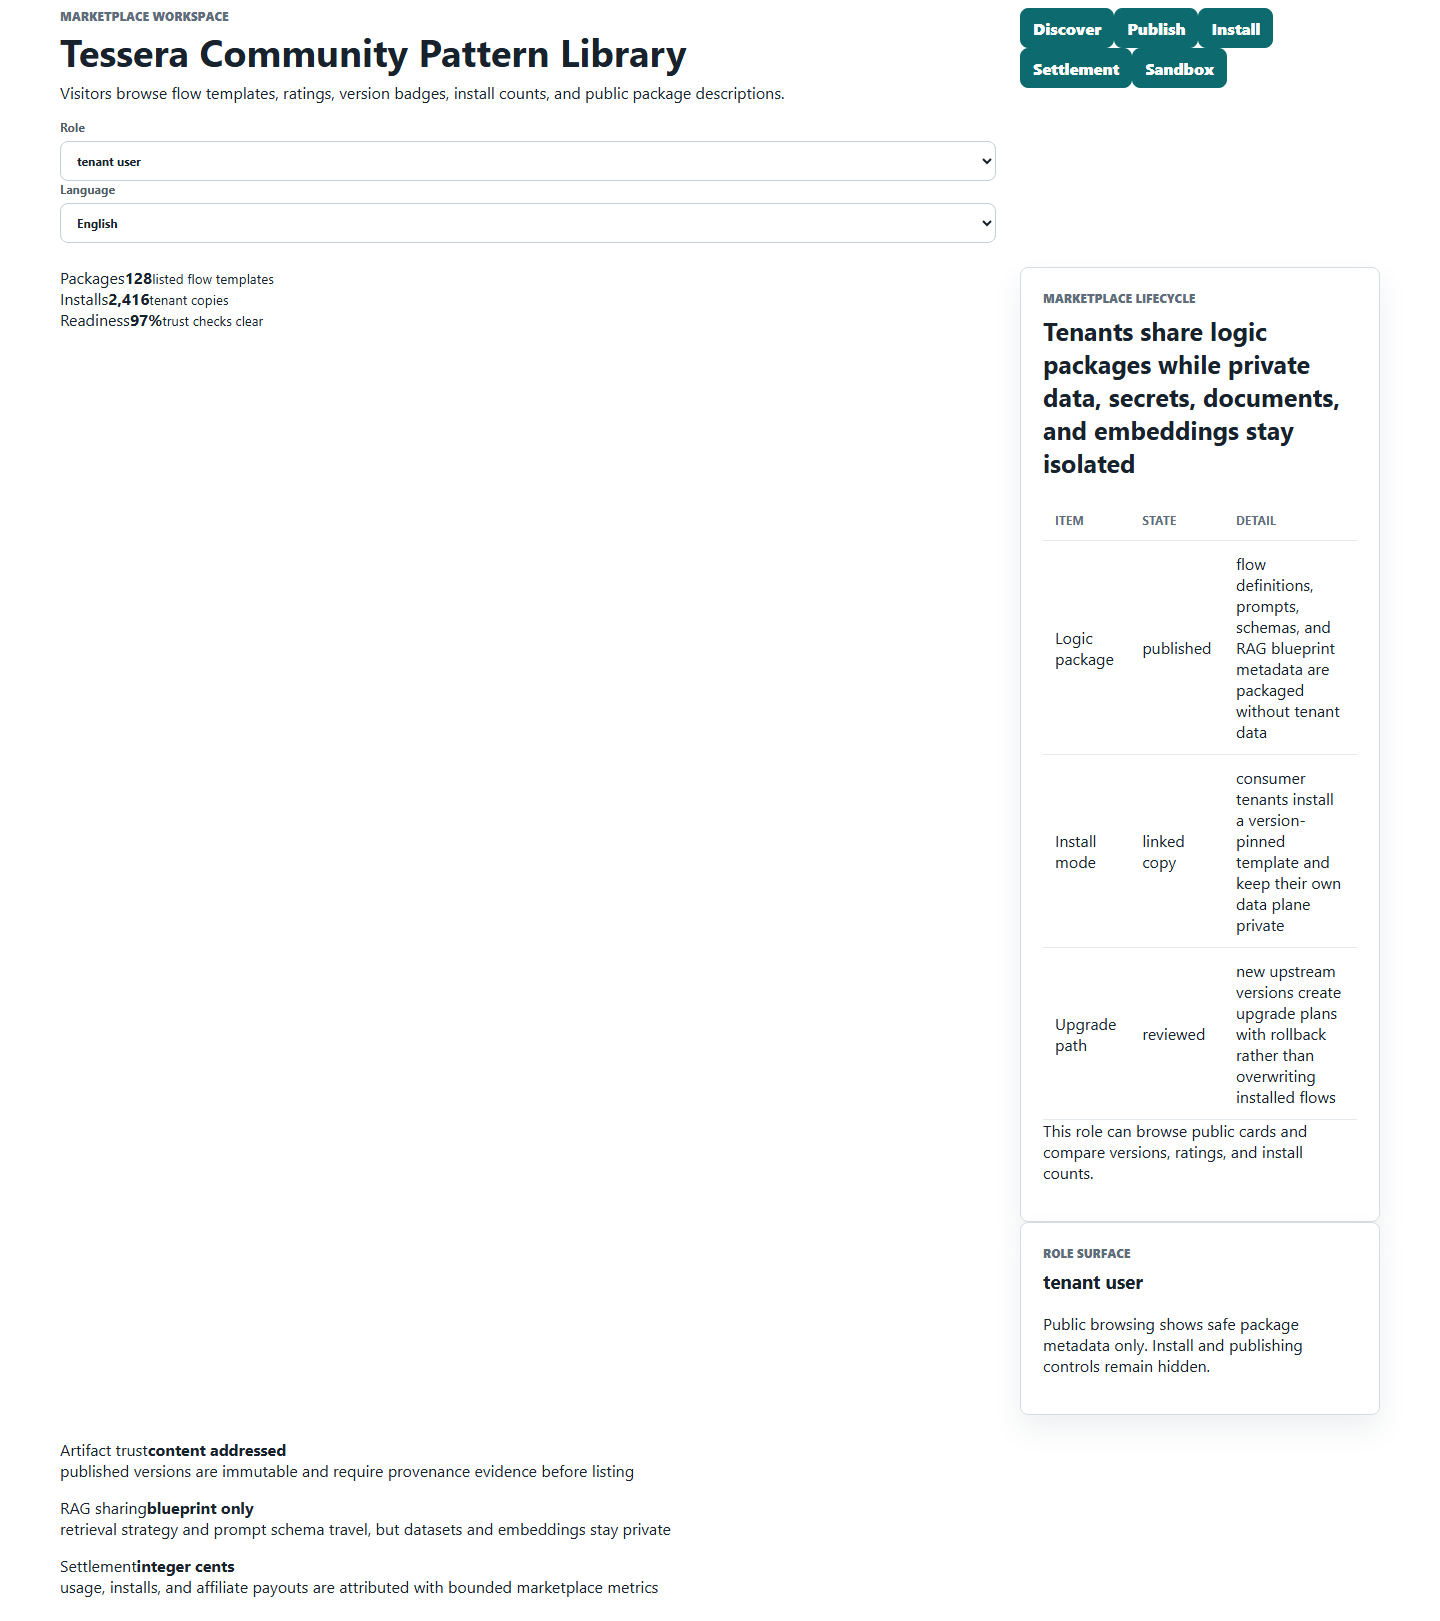 MARKETPLACE WORKSPACE
Tessera Community Pattern Library
Visitors browse flow templates, ratings, version badges, install counts, and public package descriptions.
Role
tenant user
Language
English
Discover Publish Install
Settlement Sandbox
Packages128listed flow templates
Installs2,416tenant copies
Readiness97%trust checks clear
MARKETPLACE LIFECYCLE
Tenants share logic
packages while private
data, secrets, documents,
and embeddings stay
isolated
ITEM STATE DETAIL
Logic
package
published
flow
definitions,
prompts,
schemas, and
RAG blueprint
metadata are
packaged
without tenant
data
Install
mode
linked
copy
consumer
tenants install
a version-
pinned
template and
keep their own
data plane
private
Upgrade
path
reviewed
new upstream
versions create
upgrade plans
with rollback
rather than
overwriting
installed flows
This role can browse public cards and
compare versions, ratings, and install
counts.
ROLE SURFACE
tenant user
Public browsing shows safe package
metadata only. Install and publishing
controls remain hidden.
Artifact trustcontent addressed
published versions are immutable and require provenance evidence before listing
RAG sharingblueprint only
retrieval strategy and prompt schema travel, but datasets and embeddings stay private
Settlementinteger cents
usage, installs, and affiliate payouts are attributed with bounded marketplace metrics